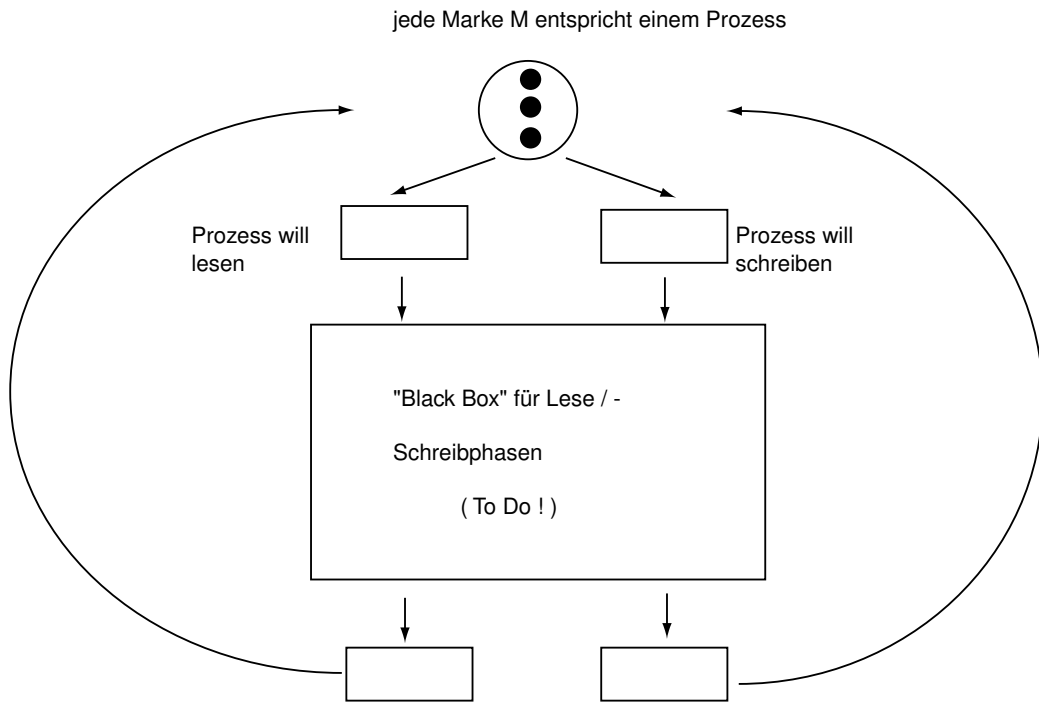 jede Marke M entspricht einem Prozess
Prozess will
lesen
Prozess will
schreiben
"Black Box" für Lese / -
Schreibphasen
( To Do ! )